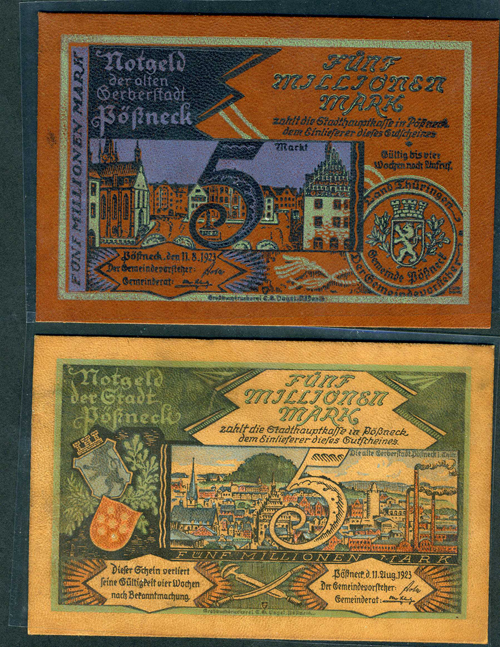 FÜNF MILLIONEN MARK
Notgeld
der alten
Gerberstadt
Pößneck
FÜNF
MILLIONEN
MARK
zahlt die Stadthauptkasse in Pößneck
dem Einlieferer dieses Gutscheines
Gültig bis vier
Wochen nach Aufruf.
Markt
5
Land Thüringen
Gemeinde Pößneck
Der Gemeindevorsteher
Pößneck, den 11.8.1923
Der Gemeindevorsteher:
Gemeinderat:
Notgeld
der Stadt
Pößneck
FÜNF
MILLIONEN
MARK
zahlt die Stadthauptkasse in Pößneck
dem Einlieferer dieses Gutscheines.
Die alte Gerberstadt Pößneck i. Thür.
5
FÜNF MILLIONEN MARK
Dieser Schein verliert
seine Gültigkeit vier Wochen
nach Bekanntmachung.
Pößneck, d. 11. Aug. 1923
Der Gemeindevorsteher:
Gemeinderat: